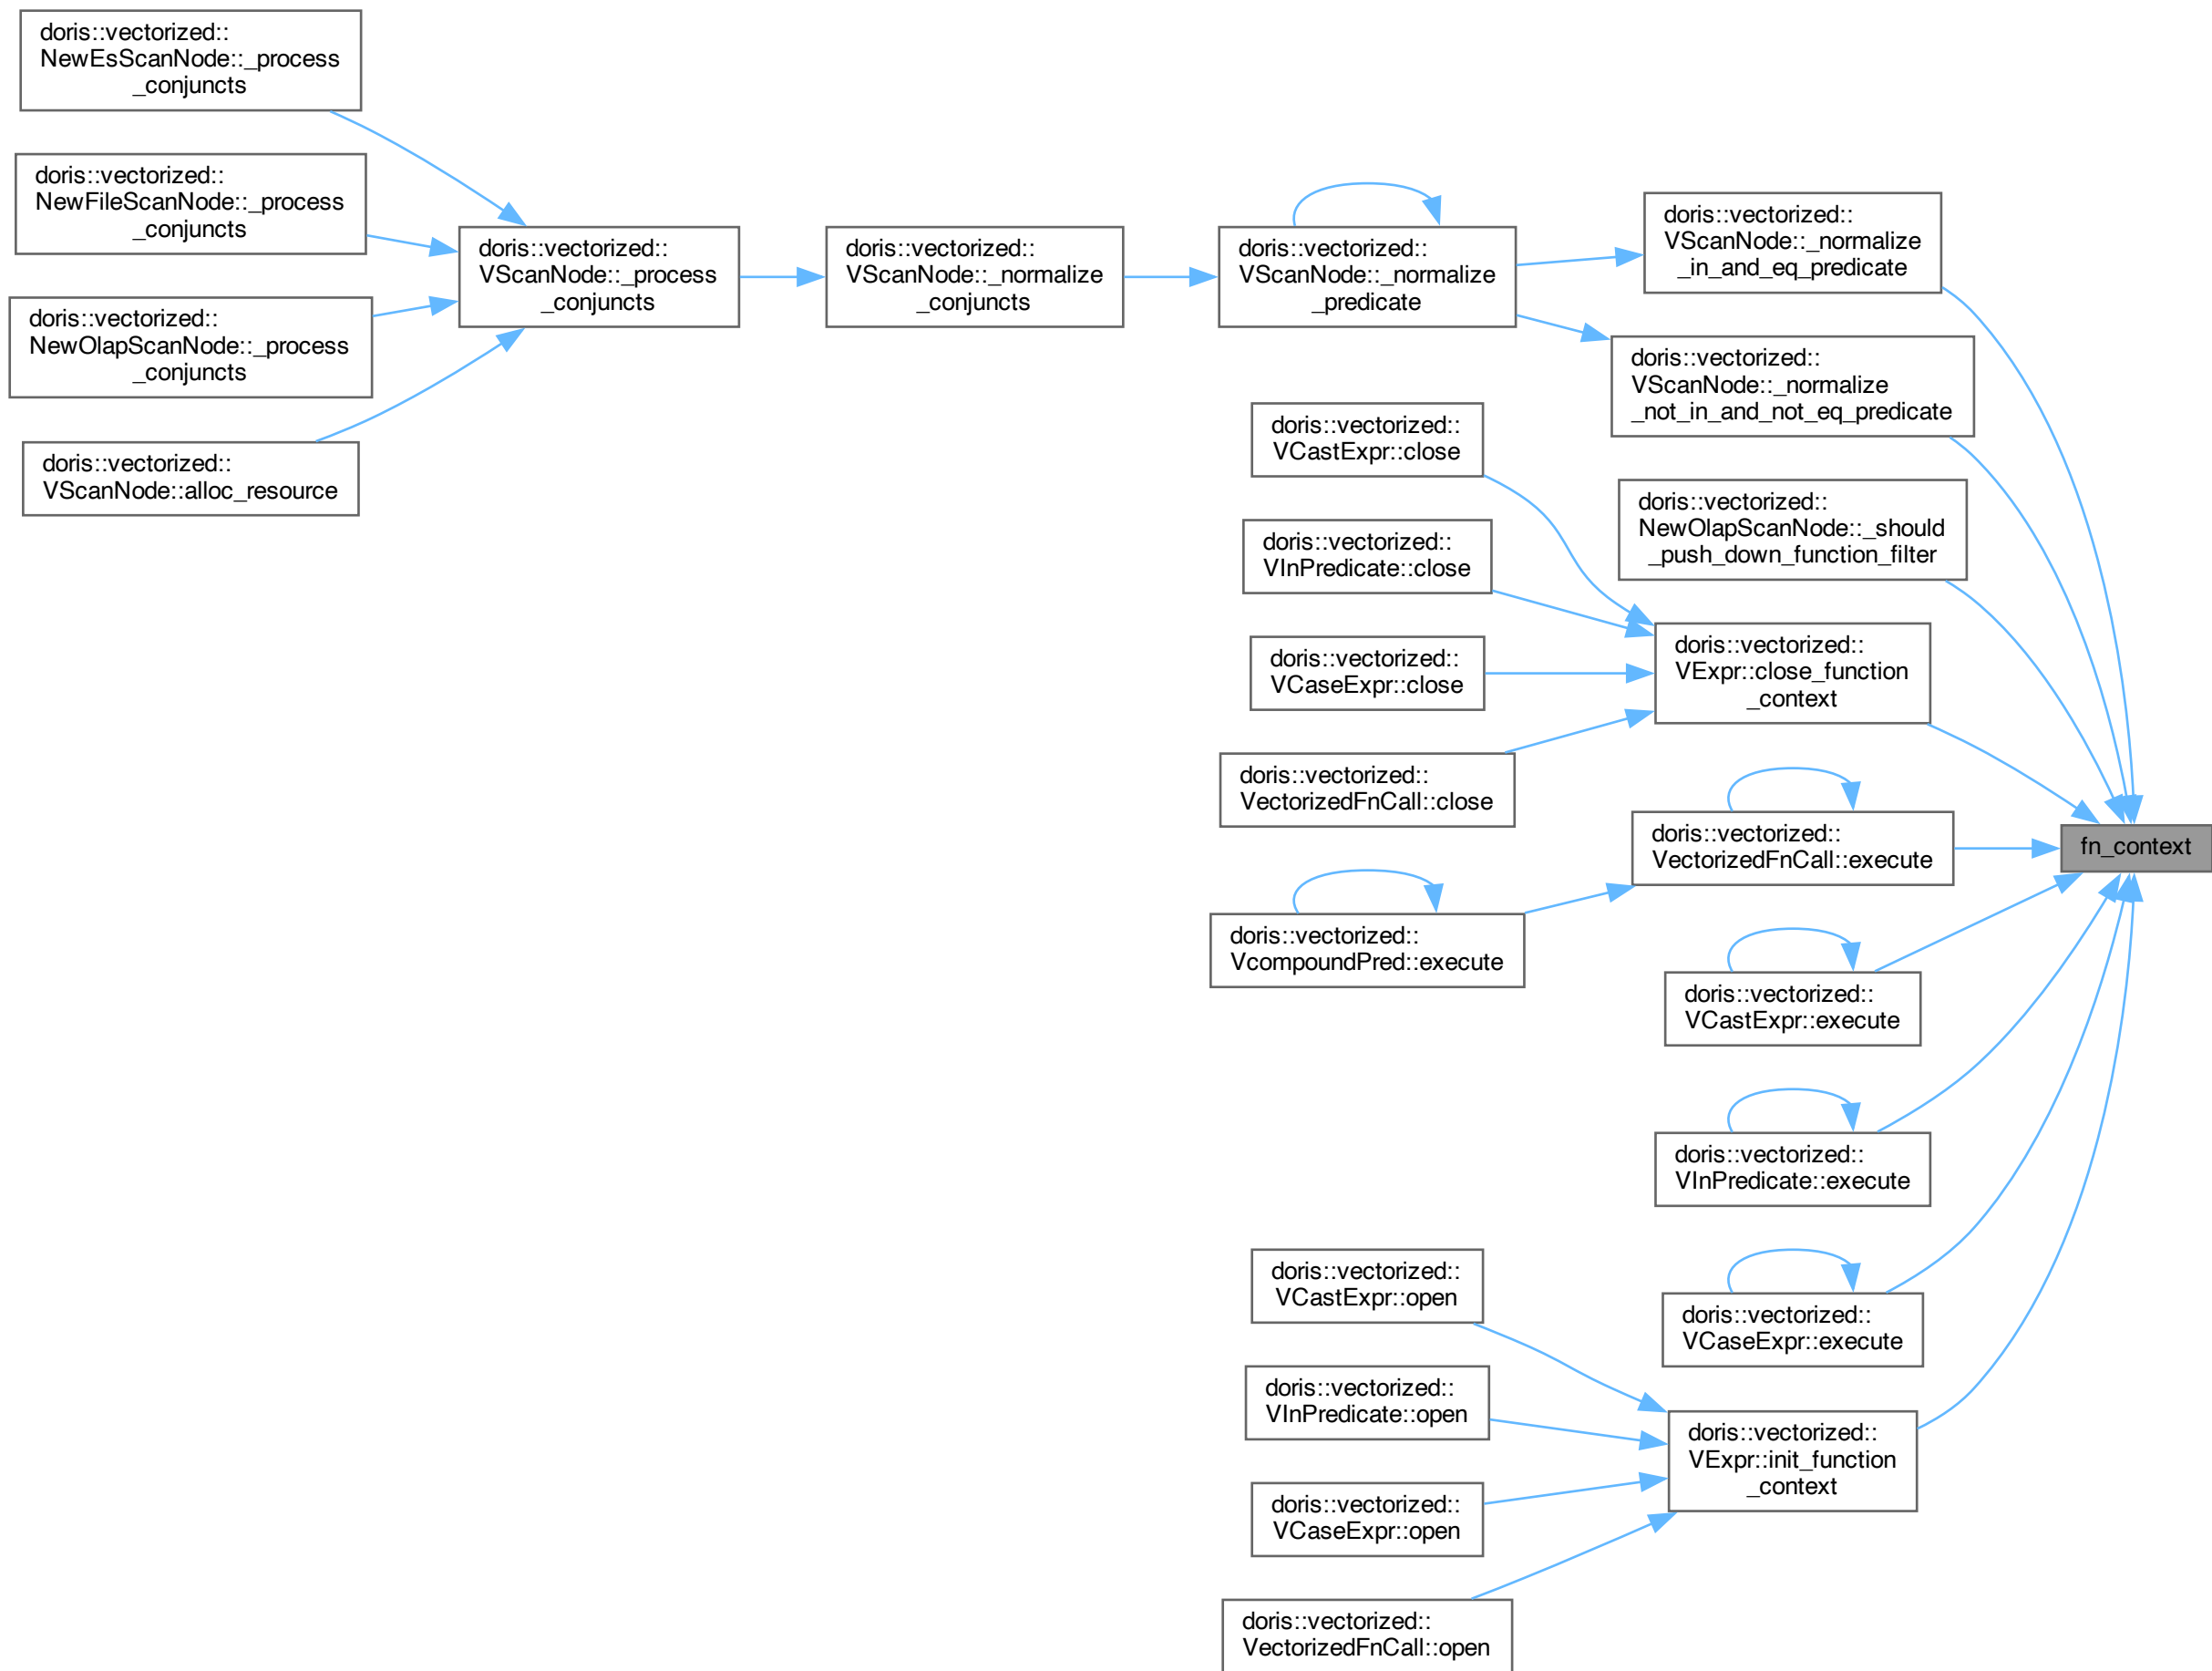 doris::vectorized::
NewEsScanNode::_process
_conjuncts
doris::vectorized::
NewFileScanNode::_process
_conjuncts
doris::vectorized::
NewOlapScanNode::_process
_conjuncts
doris::vectorized::
VScanNode::alloc_resource
doris::vectorized::
VScanNode::_process
_conjuncts
doris::vectorized::
VScanNode::_normalize
_conjuncts
doris::vectorized::
VScanNode::_normalize
_predicate
doris::vectorized::
VScanNode::_normalize
_in_and_eq_predicate
doris::vectorized::
VScanNode::_normalize
_not_in_and_not_eq_predicate
doris::vectorized::
NewOlapScanNode::_should
_push_down_function_filter
doris::vectorized::
VCastExpr::close
doris::vectorized::
VInPredicate::close
doris::vectorized::
VCaseExpr::close
doris::vectorized::
VectorizedFnCall::close
doris::vectorized::
VExpr::close_function
_context
doris::vectorized::
VectorizedFnCall::execute
fn_context
doris::vectorized::
VcompoundPred::execute
doris::vectorized::
VCastExpr::execute
doris::vectorized::
VInPredicate::execute
doris::vectorized::
VCaseExpr::execute
doris::vectorized::
VCastExpr::open
doris::vectorized::
VInPredicate::open
doris::vectorized::
VCaseExpr::open
doris::vectorized::
VectorizedFnCall::open
doris::vectorized::
VExpr::init_function
_context